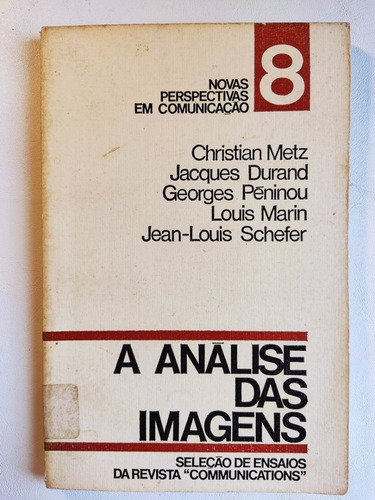 NOVAS
PERSPECTIVAS
EM COMUNICAÇÃO
8
Christian Metz
Jacques Durand
Georges Péninou
Louis Marin
Jean-Louis Schefer
A ANÁLISE
DAS
IMAGENS
SELEÇÃO DE ENSAIOS
DA REVISTA "COMMUNICATIONS"